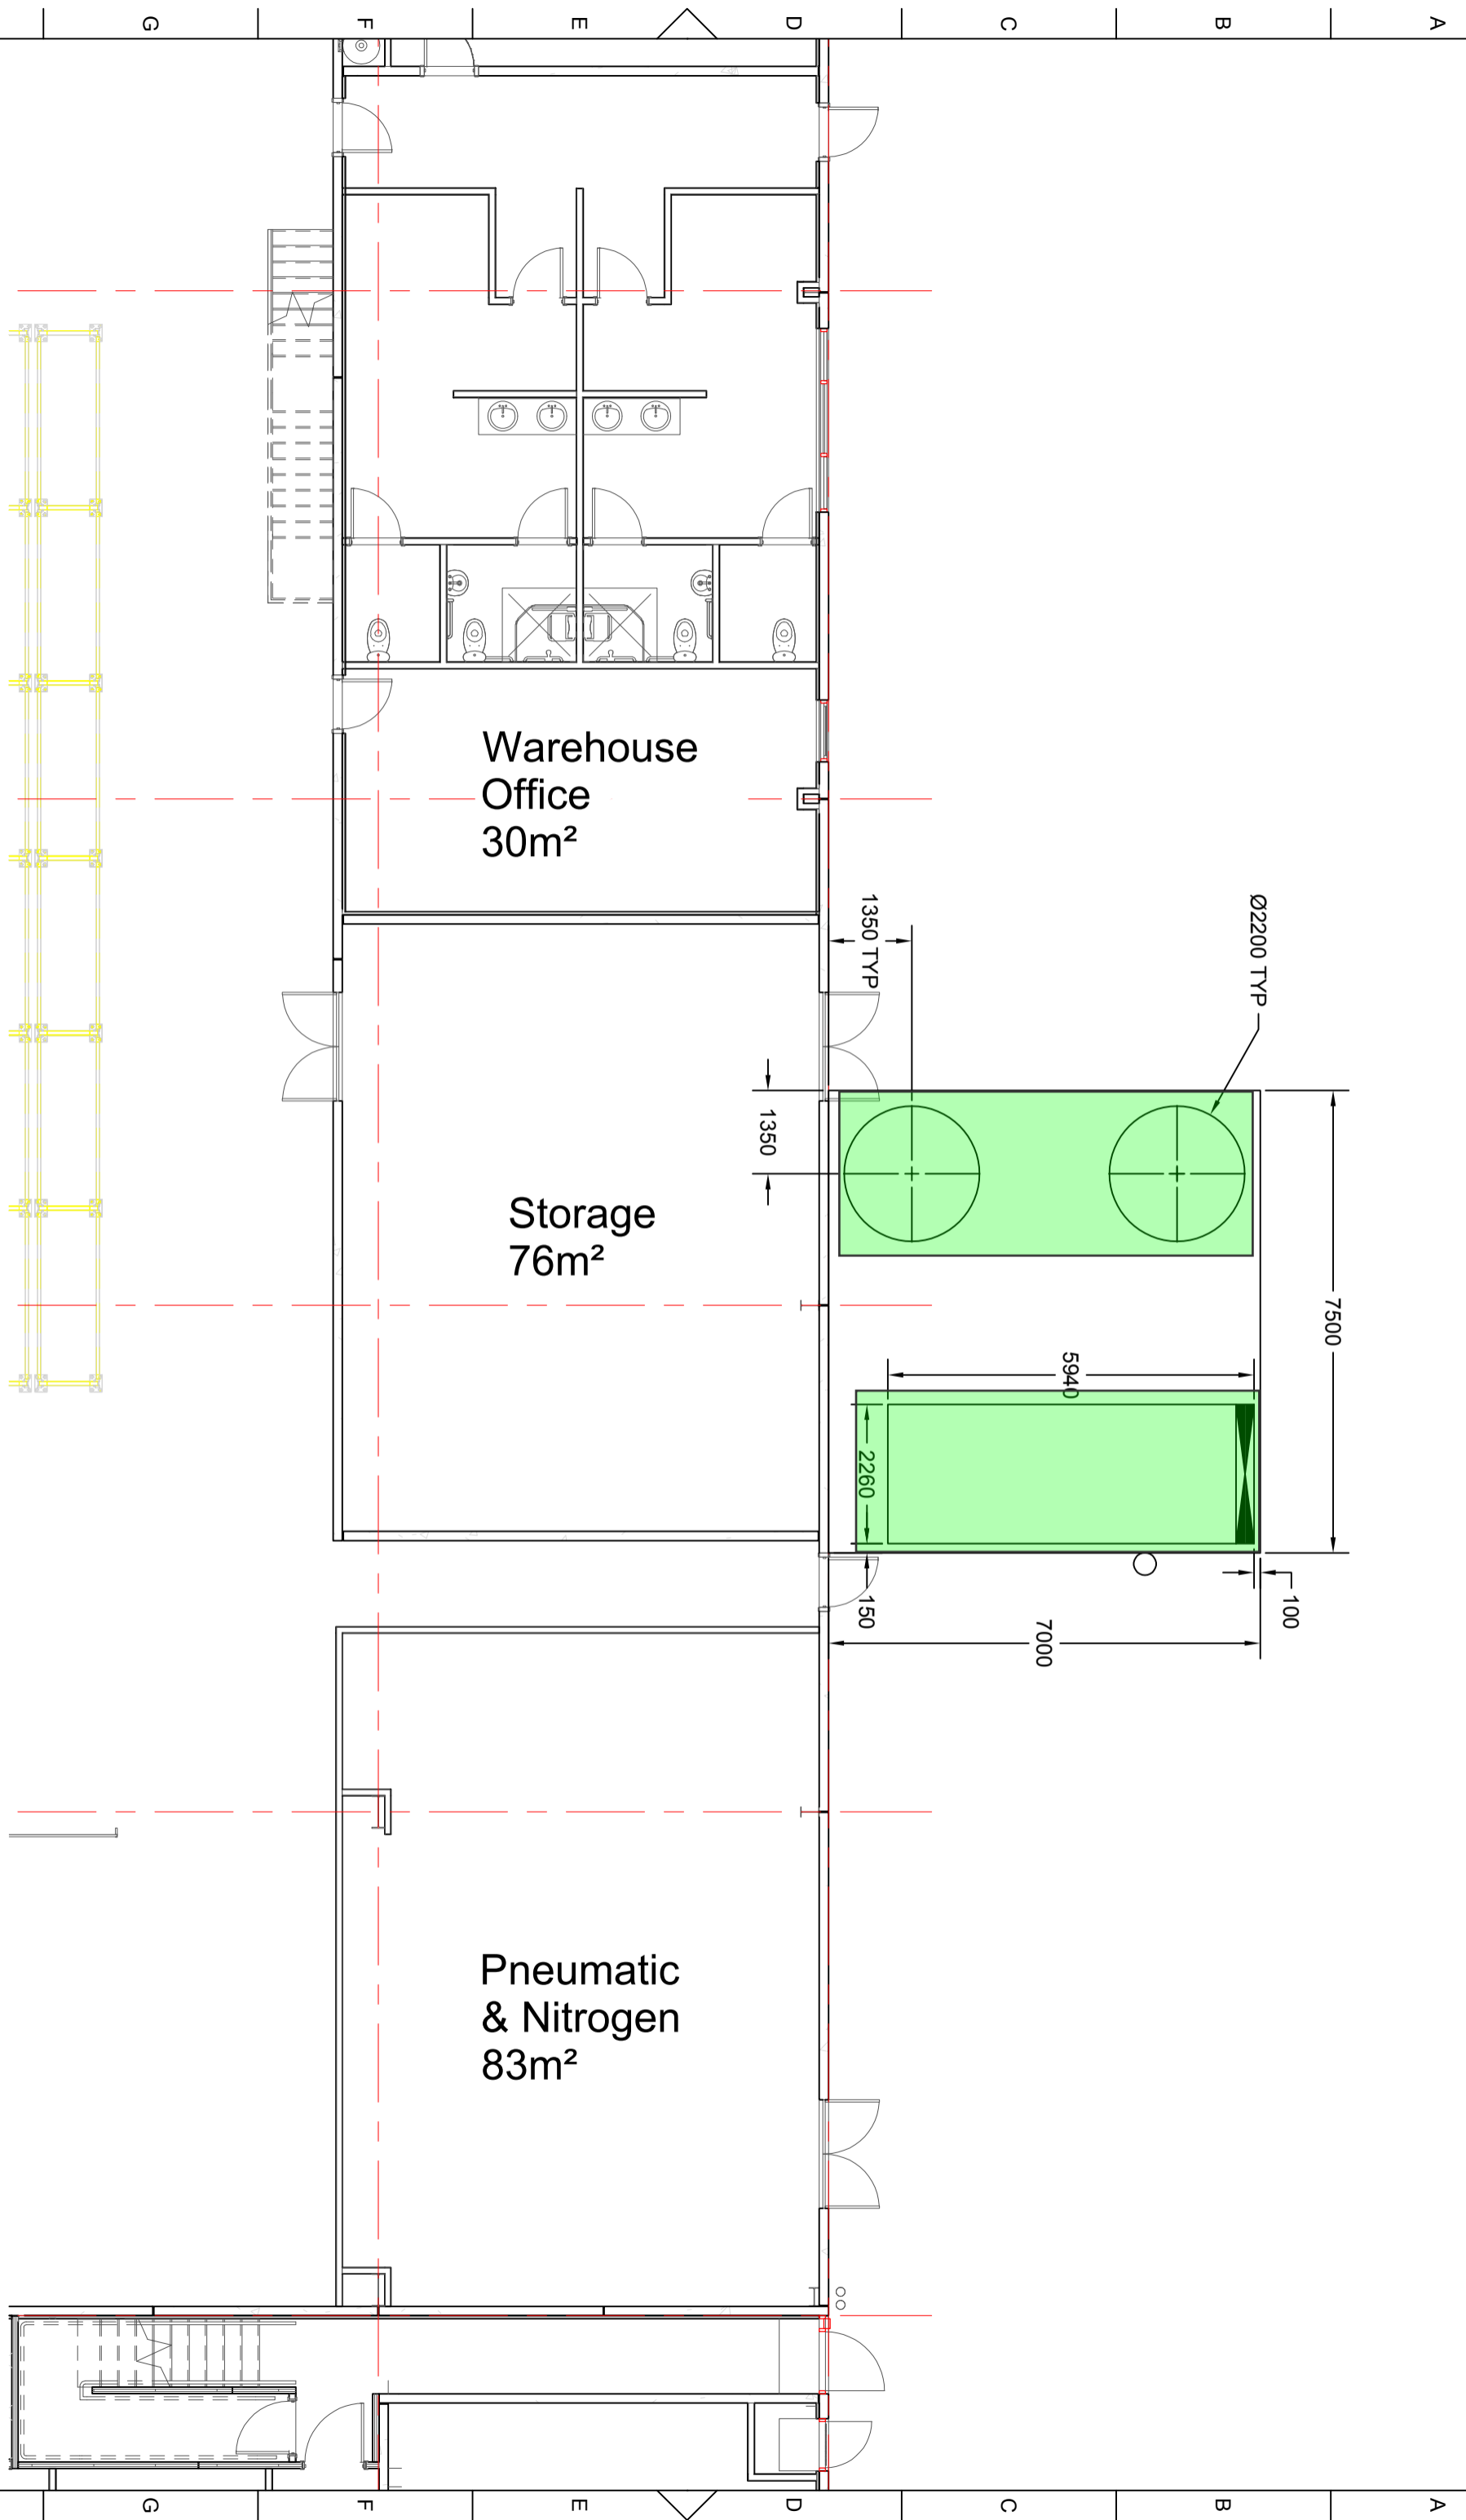 G
F
E
D
C
B
A
Warehouse
Office
30m²
1350 TYP
Ø2200 TYP
1350
7500
Storage
76m²
5940
2260
150
100
7000
Pneumatic
& Nitrogen
83m²
G
F
E
D
C
B
A